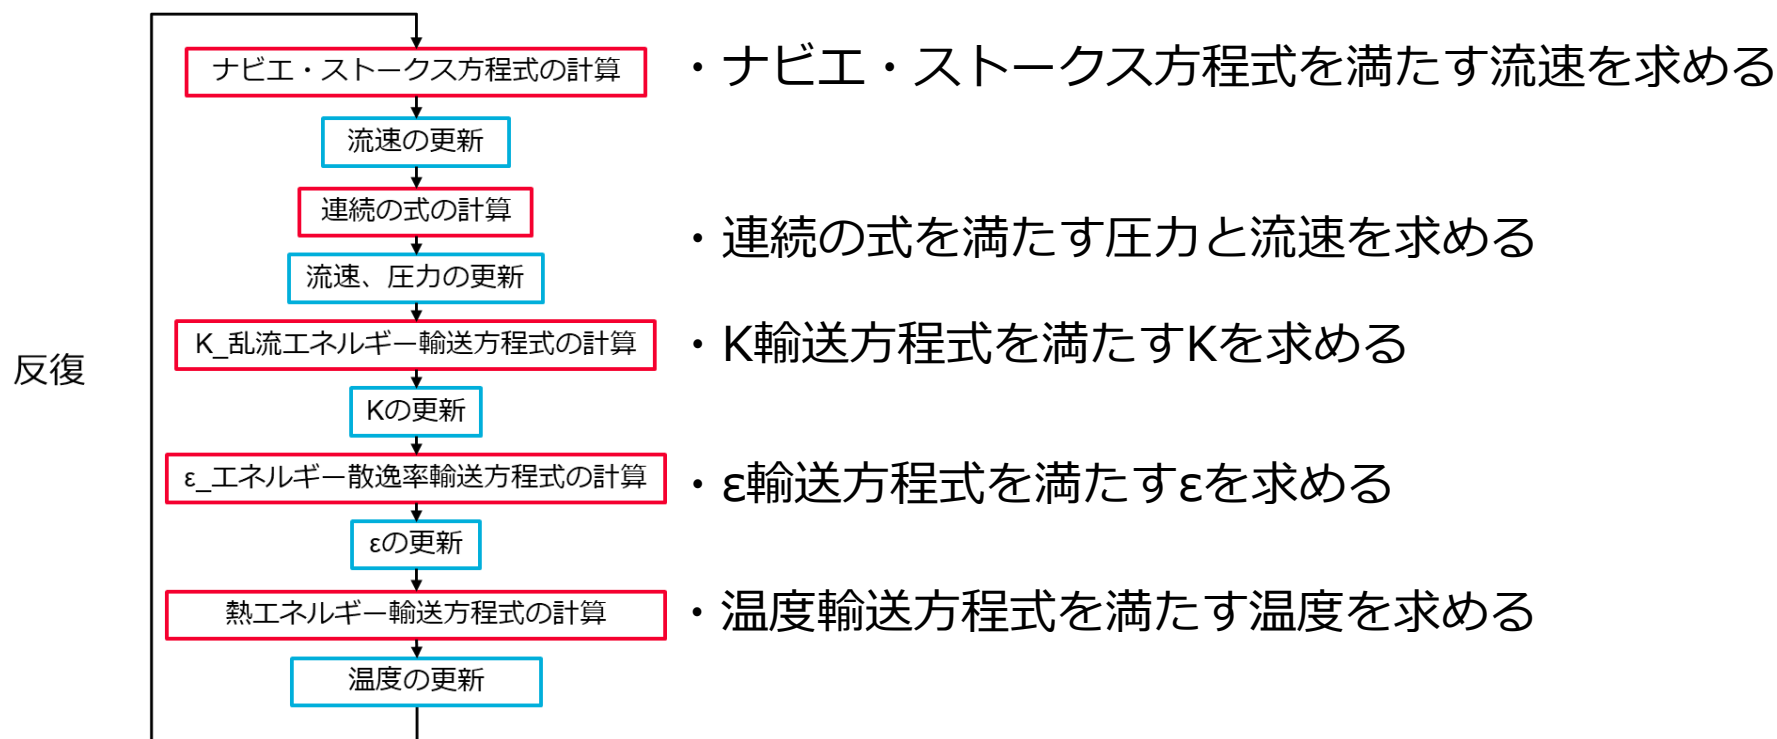 ナビエ・ストークス方程式の計算
・ナビエ・ストークス方程式を満たす流速を求める
流速の更新
連続の式の計算
・連続の式を満たす圧力と流速を求める
流速、圧力の更新
K_乱流エネルギー輸送方程式の計算
・K輸送方程式を満たすKを求める
反復
Kの更新
ε_エネルギー散逸率輸送方程式の計算
・ε輸送方程式を満たすεを求める
εの更新
熱エネルギー輸送方程式の計算
・温度輸送方程式を満たす温度を求める
温度の更新